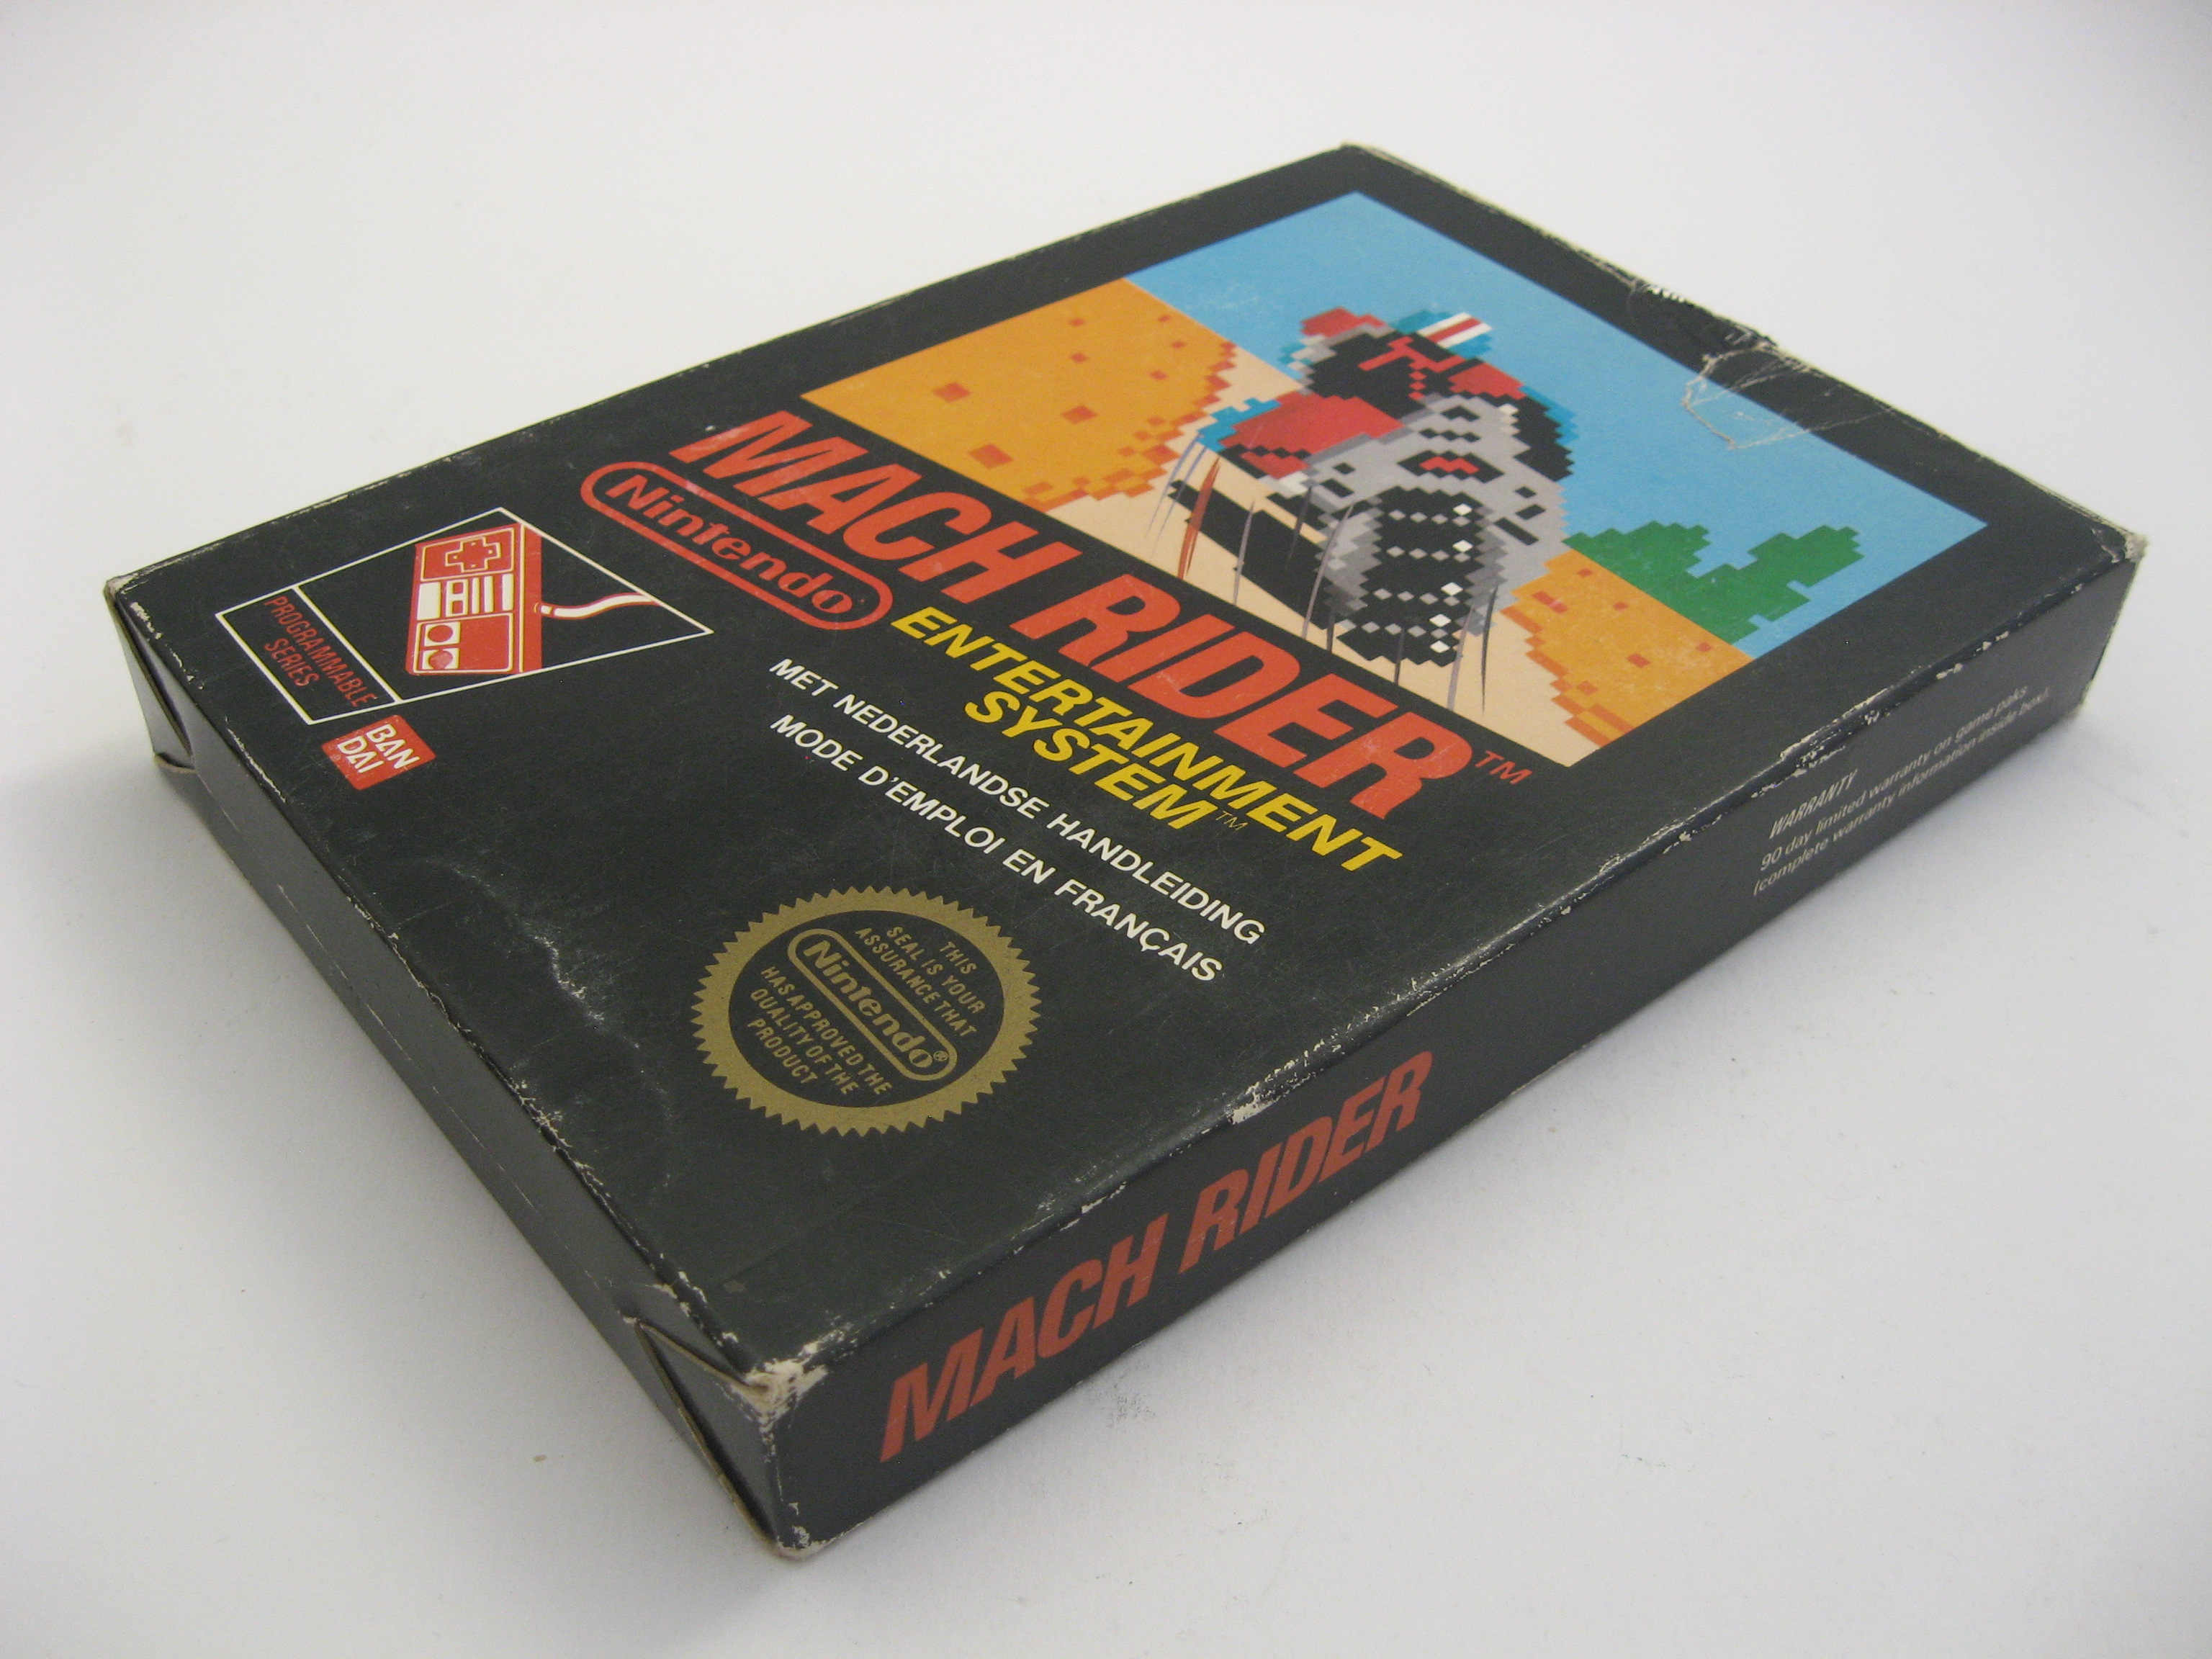 MACH RIDER™
Nintendo
ENTERTAINMENT
SYSTEM™
PROGRAMMABLE
SERIES
BAN
DAI
MET NEDERLANDSE HANDLEIDING
MODE D'EMPLOI EN FRANÇAIS
THIS
SEAL IS YOUR
ASSURANCE THAT
Nintendo®
HAS APPROVED THE
QUALITY OF THE
PRODUCT
MACH RIDER
WARRANTY
90 day limited warranty on game paks
(complete warranty information inside box).